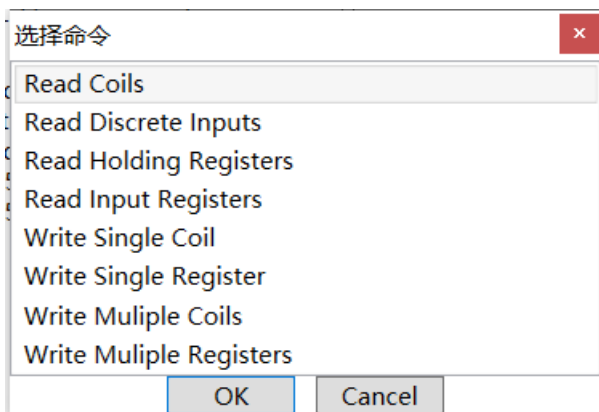 选择命令
Read Coils
Read Discrete Inputs
Read Holding Registers
Read Input Registers
Write Single Coil
Write Single Register
Write Muliple Coils
Write Muliple Registers
OK Cancel